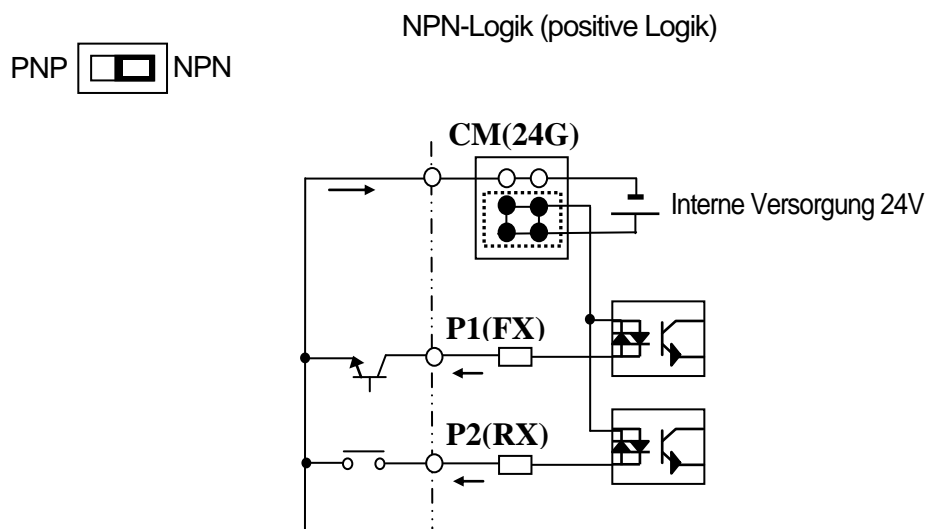 NPN-Logik (positive Logik)
PNP NPN
CM(24G)
Interne Versorgung 24V
P1(FX)
P2(RX)